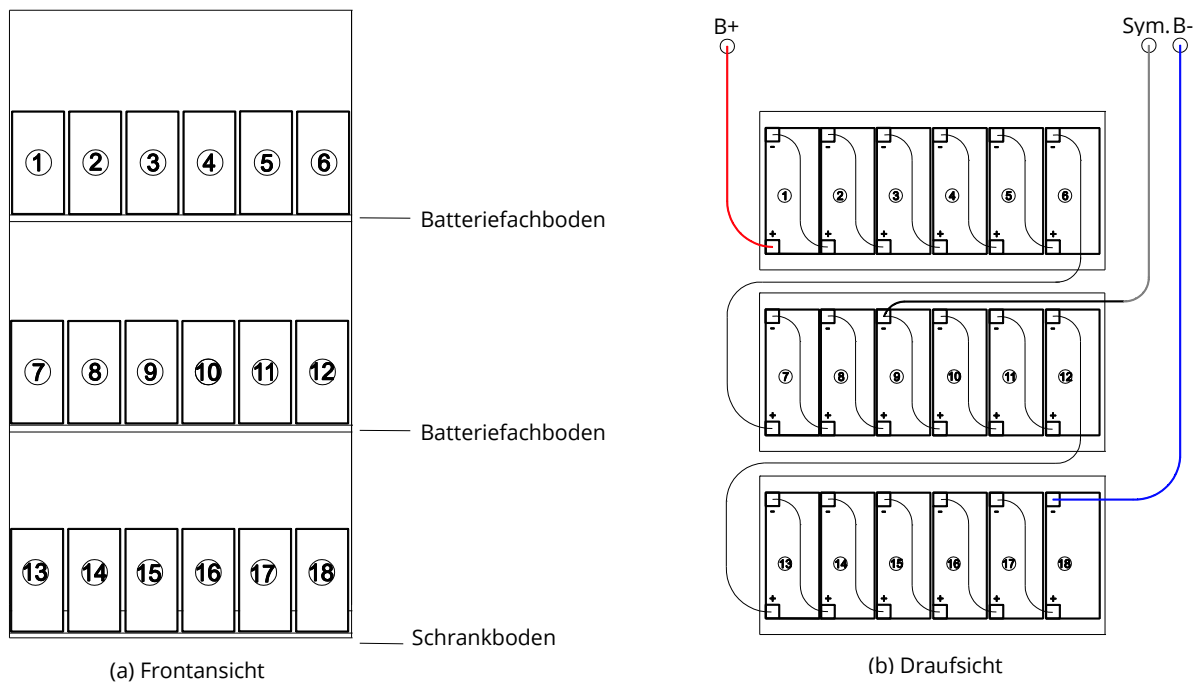 B+
Sym. B-
1 2 3 4 5 6
Batteriefachboden
7 8 9 10 11 12
Batteriefachboden
13 14 15 16 17 18
Schrankboden
(a) Frontansicht
- - - - - -
1 2 3 4 5 6
+ + + + + +
- - - - - -
7 8 9 10 11 12
+ + + + + +
- - - - - -
13 14 15 16 17 18
+ + + + + +
(b) Draufsicht